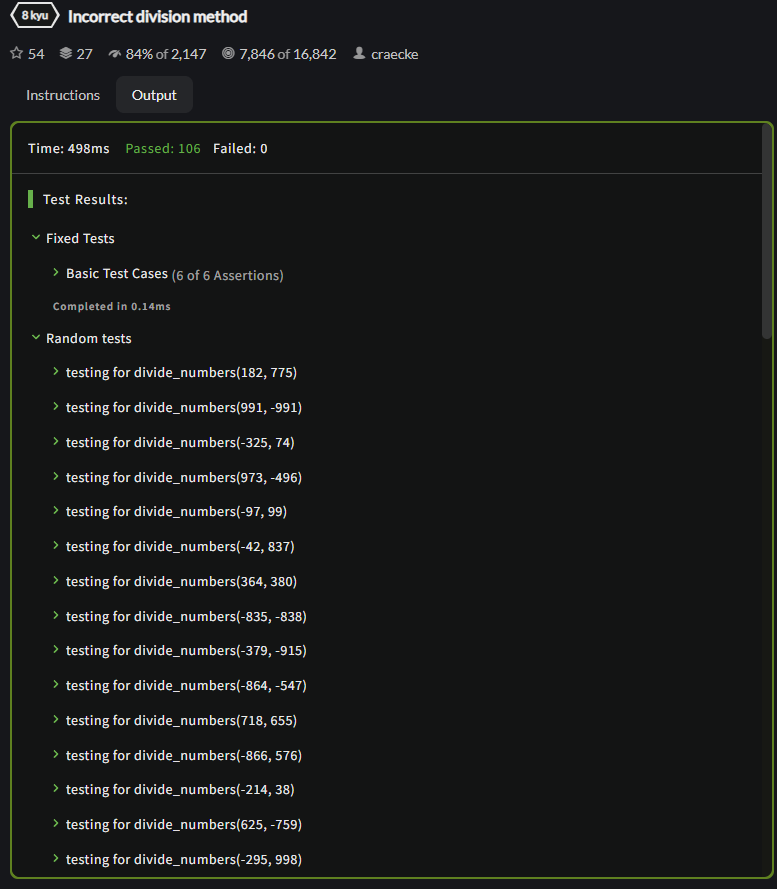 8 kyu Incorrect division method
54 27 84% of 2,147 7,846 of 16,842 craecke
Instructions Output
Time: 498ms Passed: 106 Failed: 0
Test Results:
Fixed Tests
Basic Test Cases (6 of 6 Assertions)
Completed in 0.14ms
Random tests
testing for divide_numbers(182, 775)
testing for divide_numbers(991, -991)
testing for divide_numbers(-325, 74)
testing for divide_numbers(973, -496)
testing for divide_numbers(-97, 99)
testing for divide_numbers(-42, 837)
testing for divide_numbers(364, 380)
testing for divide_numbers(-835, -838)
testing for divide_numbers(-379, -915)
testing for divide_numbers(-864, -547)
testing for divide_numbers(718, 655)
testing for divide_numbers(-866, 576)
testing for divide_numbers(-214, 38)
testing for divide_numbers(625, -759)
testing for divide_numbers(-295, 998)